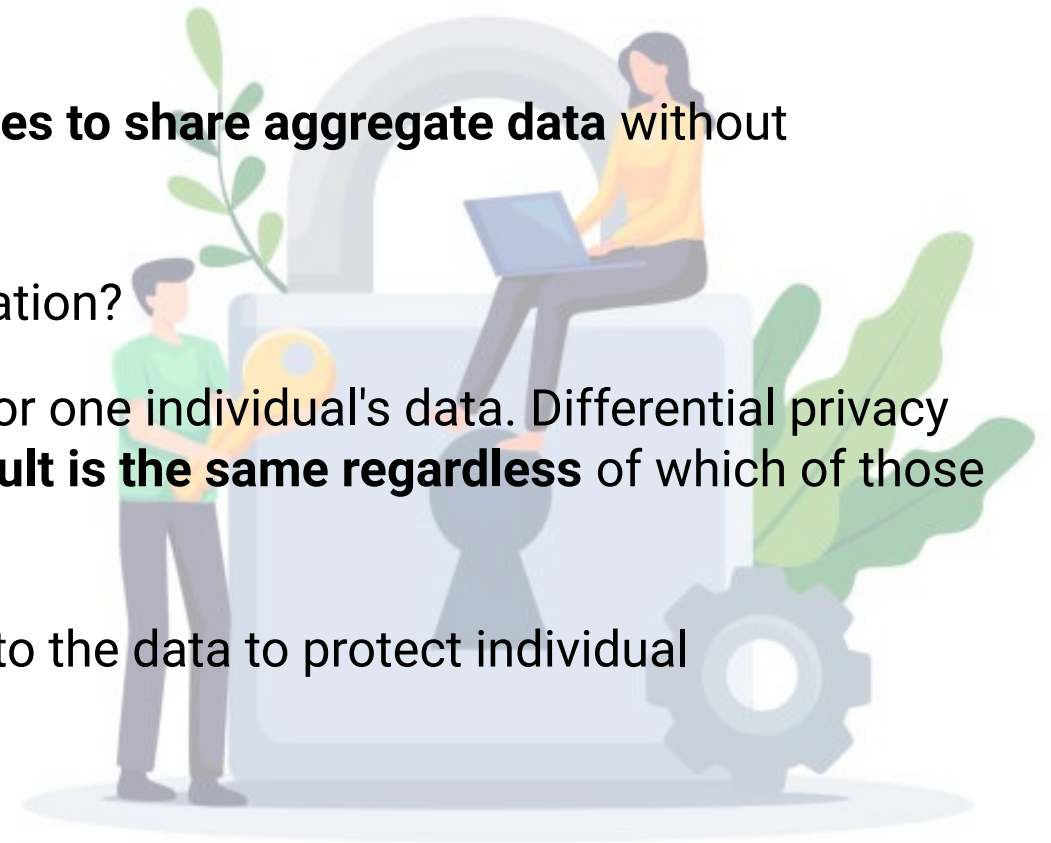 es to share aggregate data without
ation?
or one individual's data. Differential privacy
ult is the same regardless of which of those
to the data to protect individual